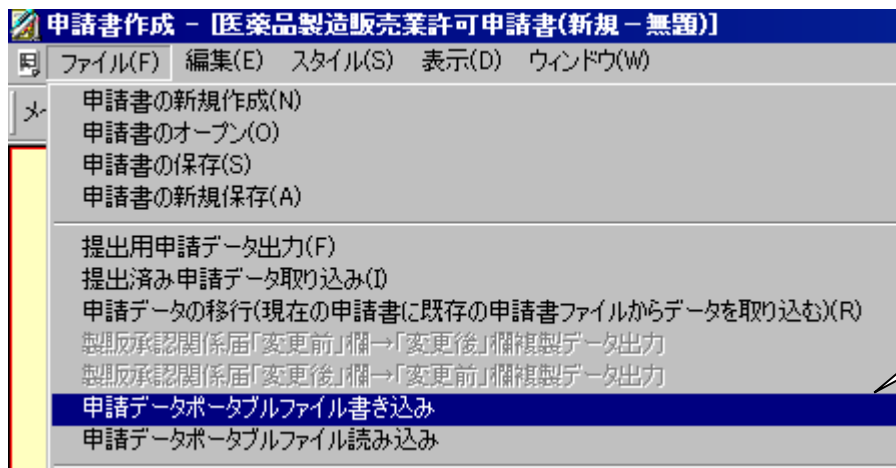 申請書作成 - [医薬品製造販売業許可申請書(新規－無題)]
ファイル(F) 編集(E) スタイル(S) 表示(D) ウィンドウ(W)
申請書の新規作成(N)
申請書のオープン(O)
申請書の保存(S)
申請書の新規保存(A)
提出用申請データ出力(F)
提出済み申請データ取り込み(I)
申請データの移行(現在の申請書に既存の申請書ファイルからデータを取り込む)(R)
製販承認関係届「変更前」欄→「変更後」欄複製データ出力
製販承認関係届「変更後」欄→「変更前」欄複製データ出力
申請データポータブルファイル書き込み
申請データポータブルファイル読み込み